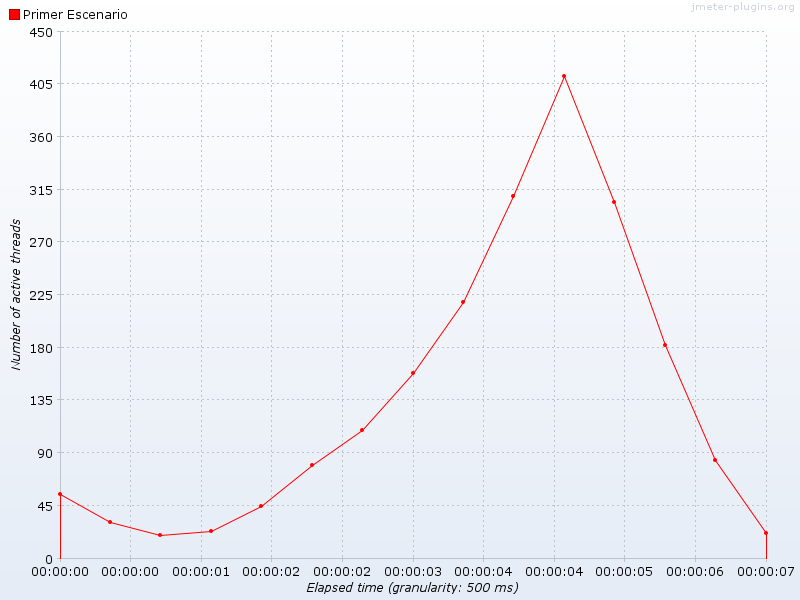 jmeter-plugins.org
Primer Escenario
450
405
360
315
270
225
180
135
90
45
0
Number of active threads
00:00:00 00:00:00 00:00:01 00:00:02 00:00:02 00:00:03 00:00:04 00:00:04 00:00:05 00:00:06 00:00:07
Elapsed time (granularity: 500 ms)